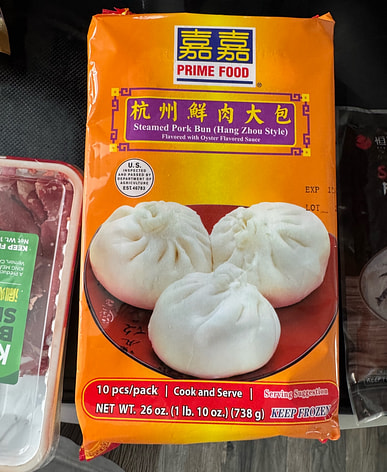 嘉嘉
PRIME FOOD
®
杭州鮮肉大包
Steamed Pork Bun (Hang Zhou Style)
Flavored with Oyster Flavored Sauce
U.S.
INSPECTED
AND PASSED BY
DEPARTMENT OF
AGRICULTURE
EST.46783
EXP
LOT
10 pcs/pack | Cook and Serve | Serving Suggestion
NET WT. 26 oz. (1 lb. 10 oz.) (738 g) KEEP FROZEN